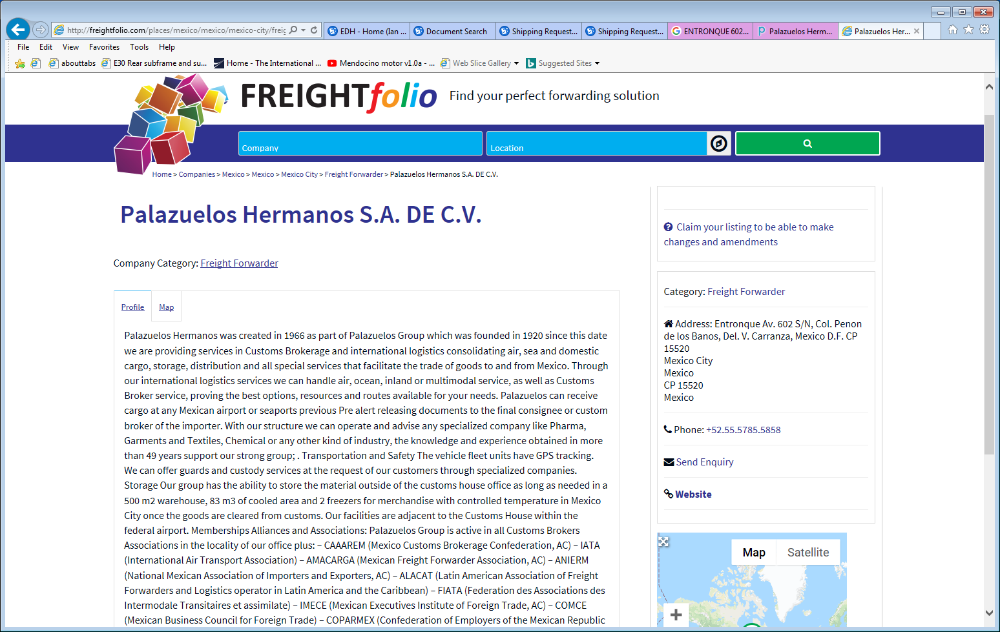 http://freightfolio.com/places/mexico/mexico/mexico-city/freig
EDH - Home (Ian ...
Document Search
Shipping Request...
Shipping Request...
ENTRONQUE 602...
Palazuelos Herm...
Palazuelos Her...
File Edit View Favorites Tools Help
abouttabs
E30 Rear subframe and su...
Home - The International ...
Mendocino motor v1.0a - ...
Web Slice Gallery
Suggested Sites
FREIGHTfolio
Find your perfect forwarding solution
Company
Location
Home > Companies > Mexico > Mexico > Mexico City > Freight Forwarder > Palazuelos Hermanos S.A. DE C.V.
Palazuelos Hermanos S.A. DE C.V.
Company Category: Freight Forwarder
Profile
Map
Palazuelos Hermanos was created in 1966 as part of Palazuelos Group which was founded in 1920 since this date
we are providing services in Customs Brokerage and international logistics consolidating air, sea and domestic
cargo, storage, distribution and all special services that facilitate the trade of goods to and from Mexico. Through
our international logistics services we can handle air, ocean, inland or multimodal service, as well as Customs
Broker service, proving the best options, resources and routes available for your needs. Palazuelos can receive
cargo at any Mexican airport or seaports previous Pre alert releasing documents to the final consignee or custom
broker of the importer. With our structure we can operate and advise any specialized company like Pharma,
Garments and Textiles, Chemical or any other kind of industry, the knowledge and experience obtained in more
than 49 years support our strong group; . Transportation and Safety The vehicle fleet units have GPS tracking.
We can offer guards and custody services at the request of our customers through specialized companies.
Storage Our group has the ability to store the material outside of the customs house office as long as needed in a
500 m2 warehouse, 83 m3 of cooled area and 2 freezers for merchandise with controlled temperature in Mexico
City once the goods are cleared from customs. Our facilities are adjacent to the Customs House within the
federal airport. Memberships Alliances and Associations: Palazuelos Group is active in all Customs Brokers
Associations in the locality of our office plus: – CAAAREM (Mexico Customs Brokerage Confederation, AC) – IATA
(International Air Transport Association) – AMACARGA (Mexican Freight Forwarder Association, AC) – ANIERM
(National Mexican Association of Importers and Exporters, AC) – ALACAT (Latin American Association of Freight
Forwarders and Logistics operator in Latin America and the Caribbean) – FIATA (Federation des Associations des
Intermodale Transitaires et assimilate) – IMECE (Mexican Executives Institute of Foreign Trade, AC) – COMCE
(Mexican Business Council for Foreign Trade) – COPARMEX (Confederation of Employers of the Mexican Republic
Claim your listing to be able to make
changes and amendments
Category: Freight Forwarder
Address: Entronque Av. 602 S/N, Col. Penon
de los Banos, Del. V. Carranza, Mexico D.F. CP
15520
Mexico City
Mexico
CP 15520
Mexico
Phone: +52.55.5785.5858
Send Enquiry
Website
Map
Satellite